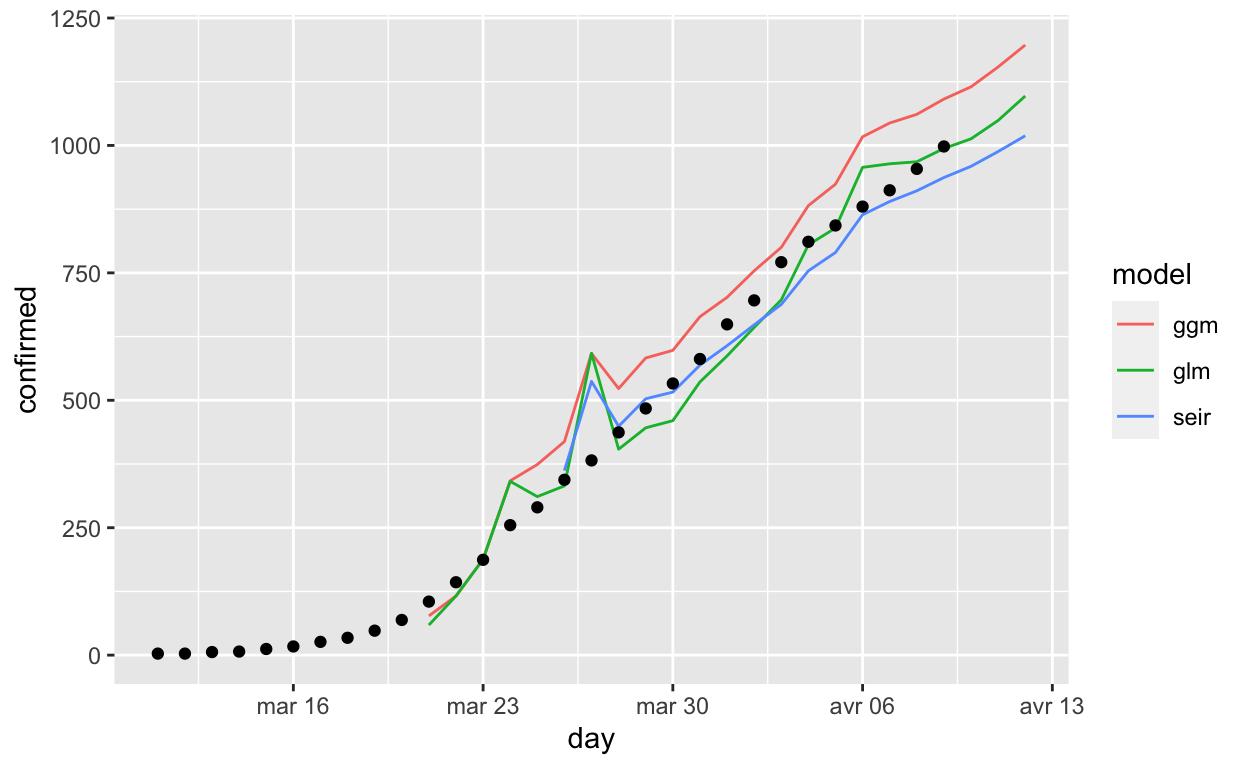 1250
1000
750
500
250
0
confirmed
mar 16
mar 23
mar 30
avr 06
avr 13
day
model
ggm
glm
seir